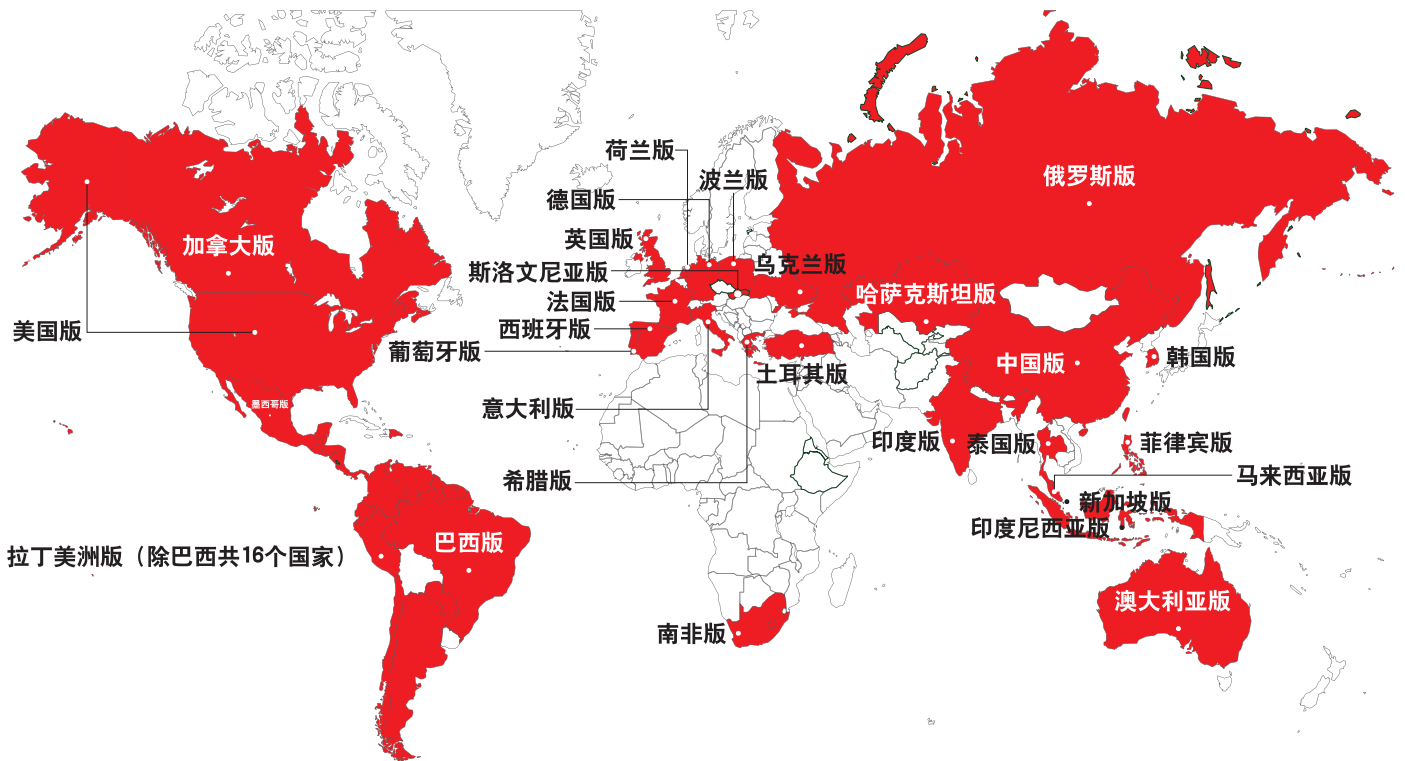 荷兰版
俄罗斯版
波兰版
德国版
英国版
加拿大版
乌克兰版
斯洛文尼亚版
哈萨克斯坦版
法国版
西班牙版
美国版
葡萄牙版
韩国版
中国版
土耳其版
墨西哥版
意大利版
印度版
泰国版
菲律宾版
马来西亚版
希腊版
新加坡版
印度尼西亚版
巴西版
拉丁美洲版（除巴西共16个国家）
澳大利亚版
南非版